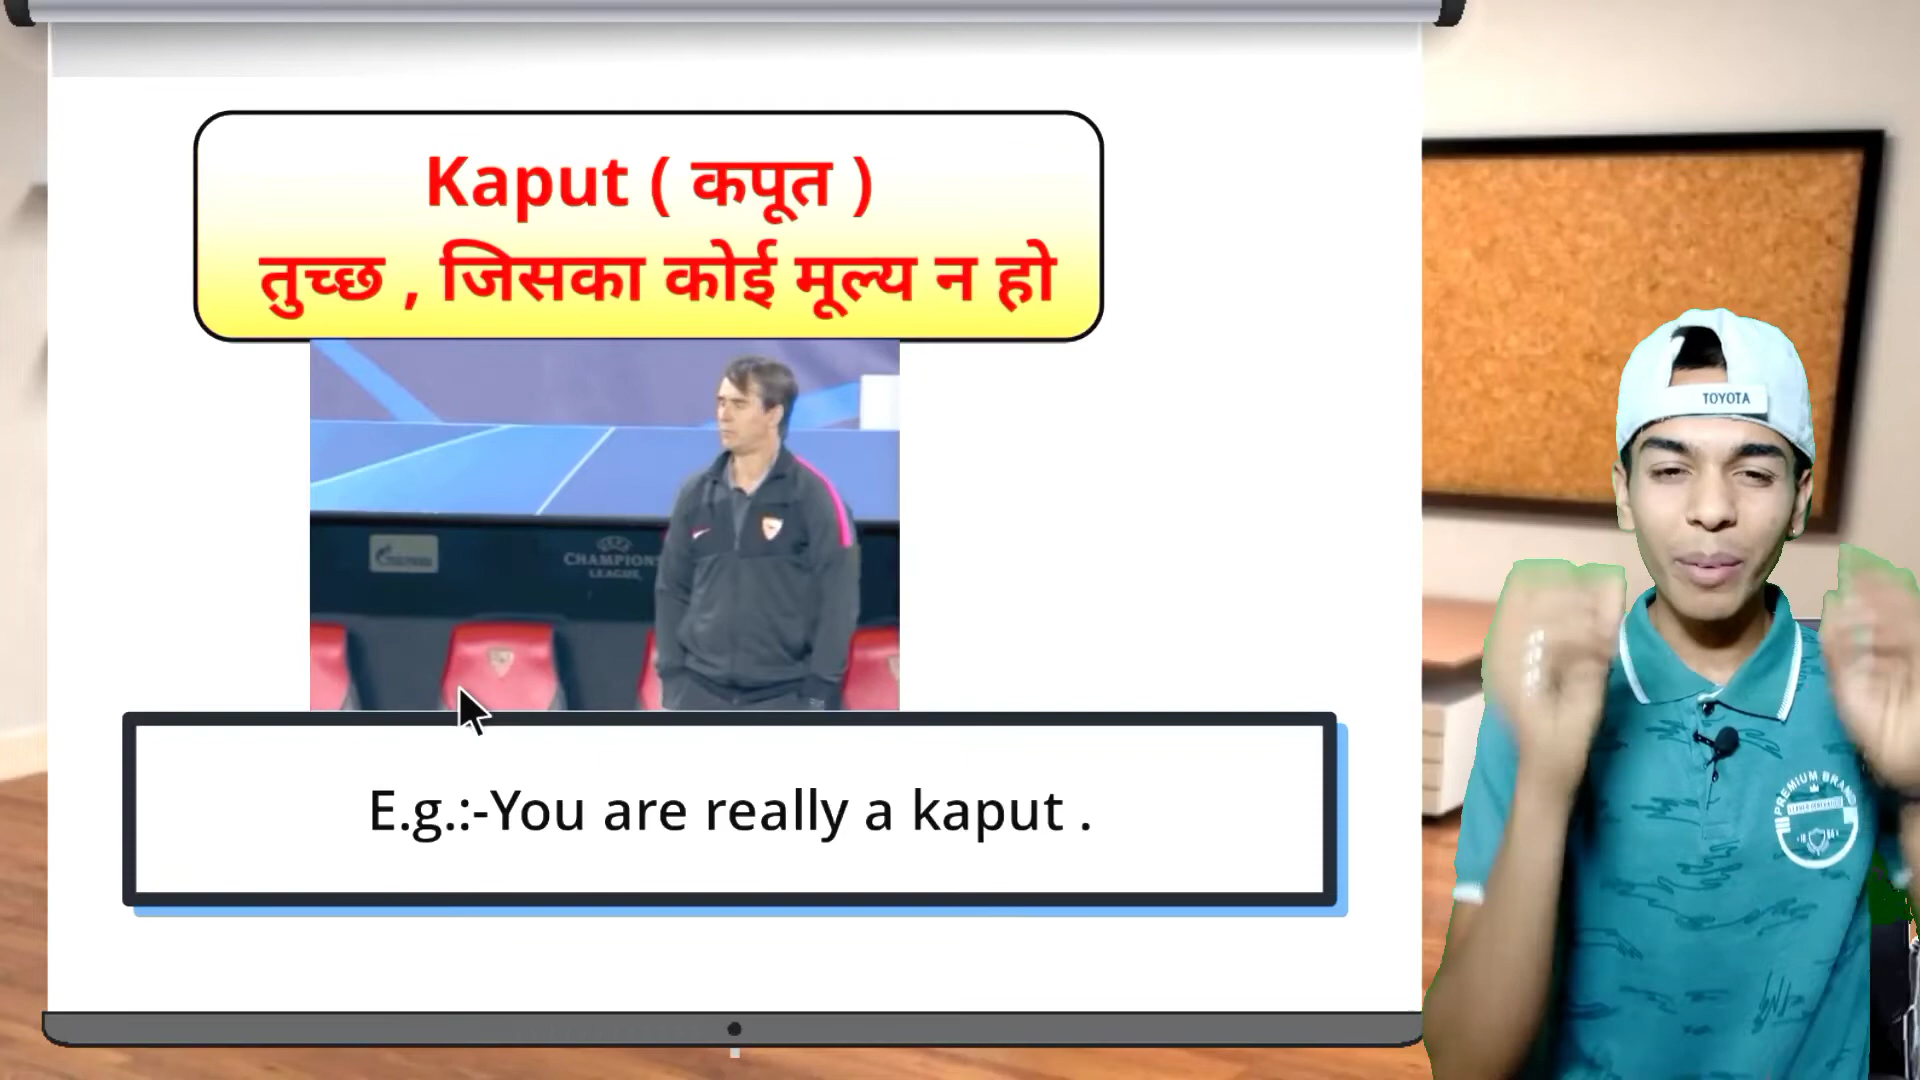 Kaput ( कपूत )
तुच्छ , जिसका कोई मूल्य न हो
CHAMPIONS
LEAGUE
E.g.:-You are really a kaput .
TOYOTA
PREMIUM BRAND